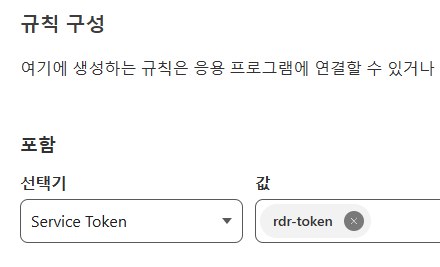 규칙 구성
여기에 생성하는 규칙은 응용 프로그램에 연결할 수 있거나
포함
선택기 값
Service Token rdr-token